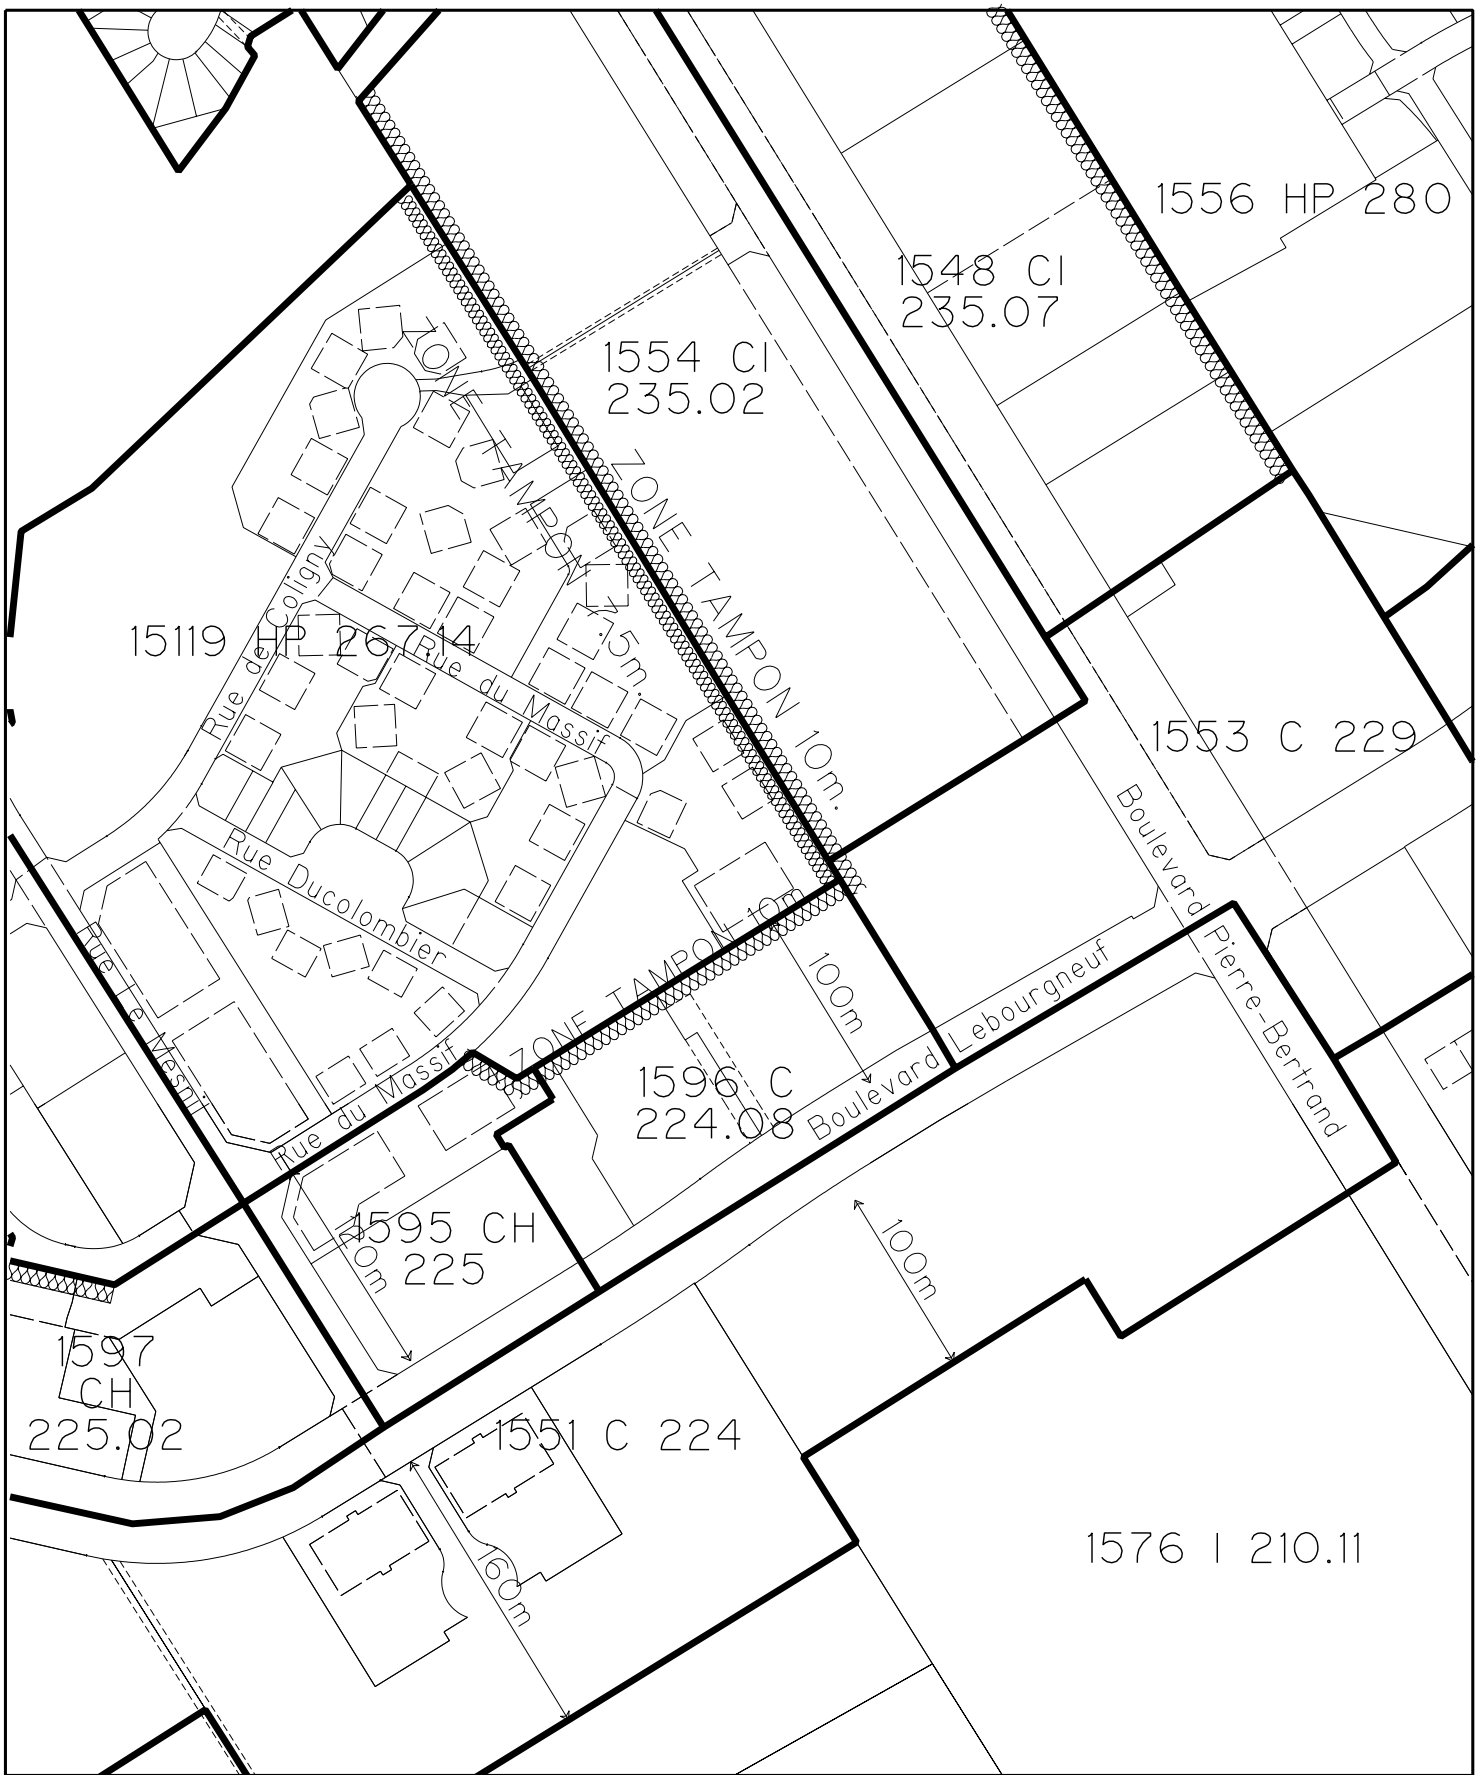 1556 HP 280
1548 CI
235.07
1554 CI
235.02
ZONE TAMPON 7.5m.
ZONE TAMPON 10m.
15119 HP 267.14
Rue de Coigny
Rue du Massif
1553 C 229
Boulevard Pierre-Bertrand
Rue Ducolombier
Rue Le Mesnil
ZONE TAMPON 10m
100m
Boulevard Lebourgneuf
Rue du Massif
1596 C
224.08
1595 CH
225
100m
1597
CH
225.02
1551 C 224
160m
1576 I 210.11